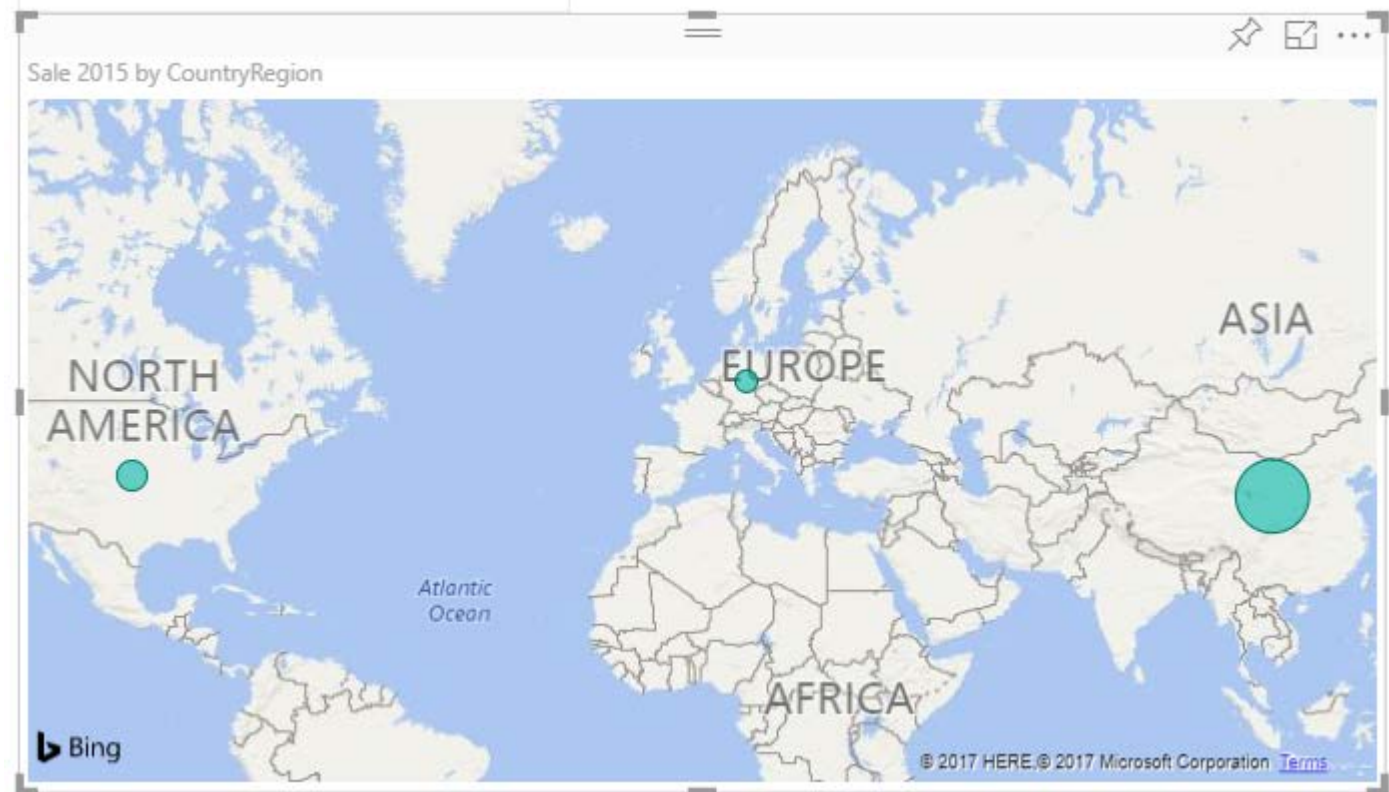 Sale 2015 by CountryRegion
NORTH
AMERICA
EUROPE
ASIA
Atlantic
Ocean
AFRICA
Bing
© 2017 HERE © 2017 Microsoft Corporation Terms